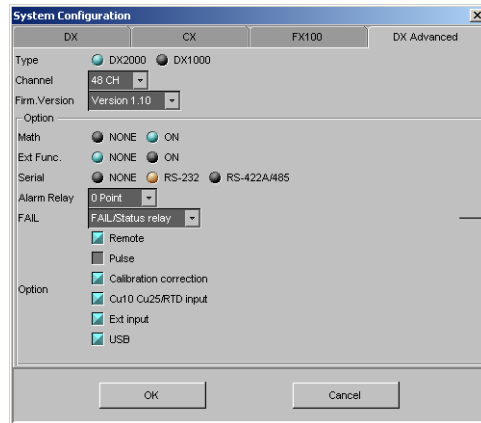 System Configuration
DX CX FX100 DX Advanced
Type DX2000 DX1000
Channel 48 CH
Firm.Version Version 1.10
Option
Math NONE ON
Ext Func. NONE ON
Serial NONE RS-232 RS-422A/485
Alarm Relay 0 Point
FAIL FAIL/Status relay
Remote
Pulse
Calibration correction
Option Cu10 Cu25/RTD input
Ext input
USB
OK Cancel